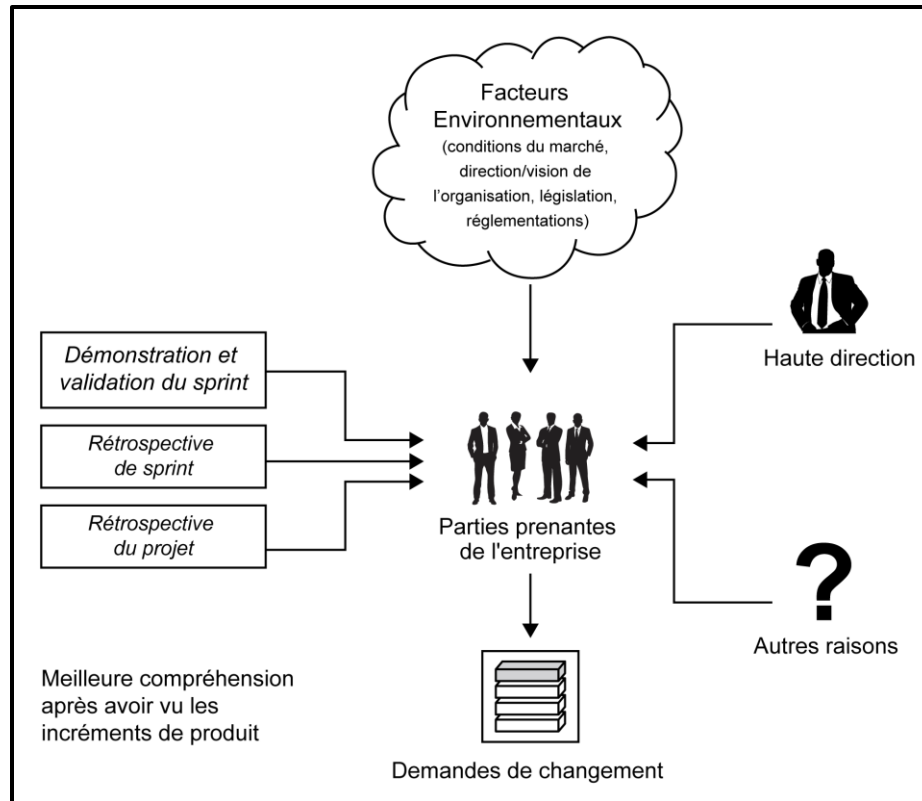 Facteurs
Environnementaux
(conditions du marché,
direction/vision de
l'organisation, législation,
réglementations)
Haute direction
Démonstration et
validation du sprint
Rétrospective
de sprint
Rétrospective
du projet
Parties prenantes
de l'entreprise
?
Autres raisons
Meilleure compréhension
après avoir vu les
incréments de produit
Demandes de changement